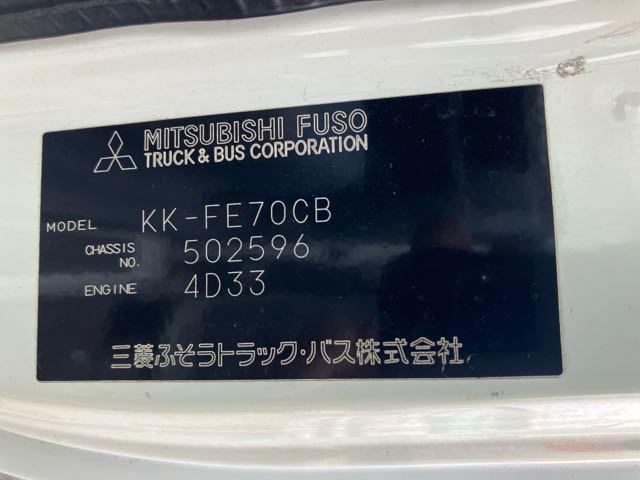 MITSUBISHI FUSO
TRUCK & BUS CORPORATION
MODEL KK-FE70CB
CHASSIS NO. 502596
ENGINE 4D33
三菱ふそうトラック・バス株式会社